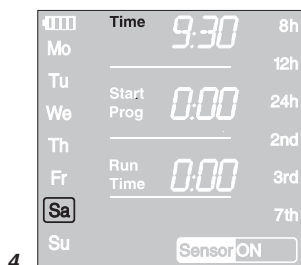 Time 9:30 8h
Mo
12h
Tu
Start Prog 0:00 24h
We
2nd
Th
Run Time 0:00 3rd
Fr
Sa
7th
Su
Sensor ON
4